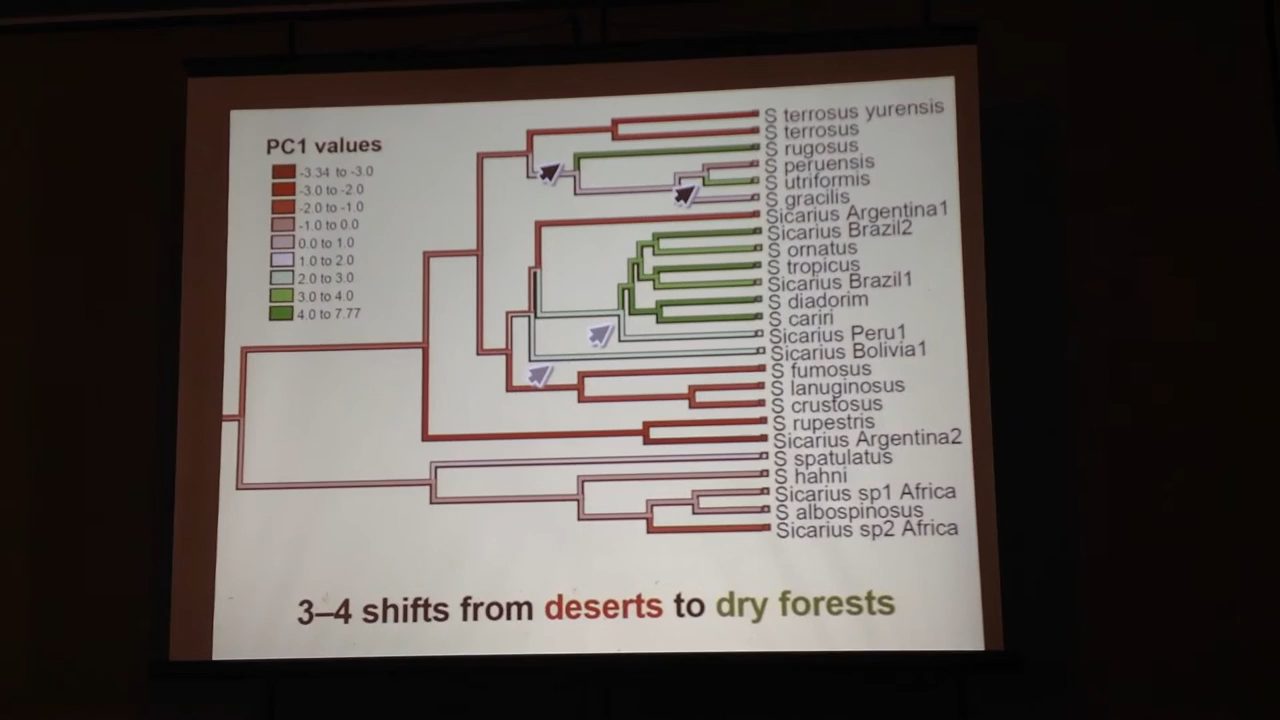 PC1 values
-3.34 to -3.0
-3.0 to -2.0
-2.0 to -1.0
-1.0 to 0.0
0.0 to 1.0
1.0 to 2.0
2.0 to 3.0
3.0 to 4.0
4.0 to 7.77
S terrosus yurensis
S terrosus
S rugosus
S peruensis
S utriformis
S gracilis
Sicarius Argentina1
Sicarius Brazil2
S ornatus
S tropicus
Sicarius Brazil1
S diadorim
S cariri
Sicarius Peru1
Sicarius Bolivia1
S fumosus
S lanuginosus
S crustosus
S rupestris
Sicarius Argentina2
S spatulatus
S hahni
Sicarius sp1 Africa
S albospinosus
Sicarius sp2 Africa
3–4 shifts from deserts to dry forests